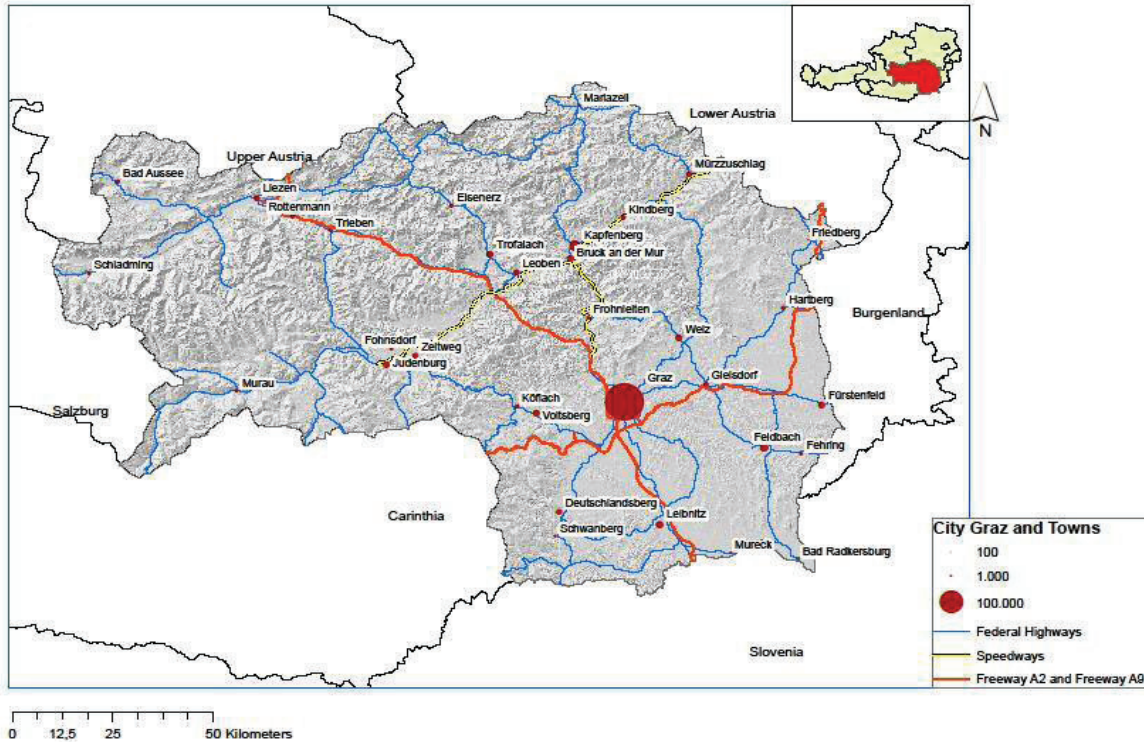 Mariazell
Lower Austria
N
Upper Austria
Bad Aussee
Mürzzuschlag
Liezen
Eisenerz
Rottenmann
Kindberg
Trieben
Friedberg
Kapfenberg
Trofaiach
Bruck an der Mur
Schladming
Leoben
Hartberg
Frohnleiten
Burgenland
Weiz
Fohnsdorf
Zeltweg
Judenburg
Graz
Gleisdorf
Murau
Salzburg
Köflach
Fürstenfeld
Voitsberg
Feldbach
Fehring
Deutschlandsberg
Carinthia
Leibnitz
Schwanberg
Mureck
Bad Radkersburg
Slovenia
City Graz and Towns
100
1.000
100.000
Federal Highways
Speedways
Freeway A2 and Freeway A9
0 12,5 25 50 Kilometers